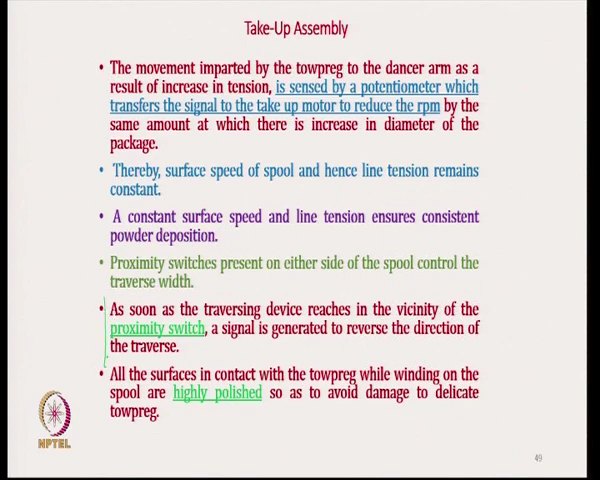 Take-Up Assembly
• The movement imparted by the towpreg to the dancer arm as a
result of increase in tension, is sensed by a potentiometer which
transfers the signal to the take up motor to reduce the rpm by the
same amount at which there is increase in diameter of the
package.
• Thereby, surface speed of spool and hence line tension remains
constant.
• A constant surface speed and line tension ensures consistent
powder deposition.
• Proximity switches present on either side of the spool control the
traverse width.
• As soon as the traversing device reaches in the vicinity of the
proximity switch, a signal is generated to reverse the direction of
the traverse.
• All the surfaces in contact with the towpreg while winding on the
spool are highly polished so as to avoid damage to delicate
towpreg.
NPTEL
49